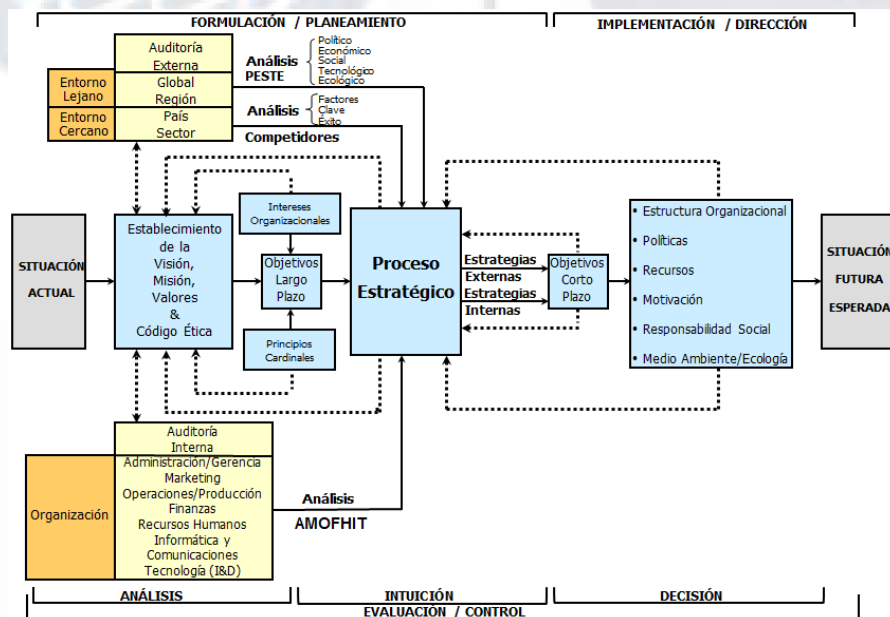 FORMULACIÓN / PLANEAMIENTO
IMPLEMENTACIÓN / DIRECCIÓN
Auditoría
Externa
Entorno
Lejano
Global
Región
Entorno
Cercano
País
Sector
Análisis
PESTE
Político
Económico
Social
Tecnológico
Ecológico
Análisis
Factores
Clave
Éxito
Competidores
SITUACIÓN
ACTUAL
Establecimiento
de la
Visión,
Misión,
Valores
&
Código Ética
Intereses
Organizacionales
Objetivos
Largo
Plazo
Principios
Cardinales
Proceso
Estratégico
Estrategias
Externas
Estrategias
Internas
Objetivos
Corto
Plazo
• Estructura Organizacional
• Políticas
• Recursos
• Motivación
• Responsabilidad Social
• Medio Ambiente/Ecología
SITUACIÓN
FUTURA
ESPERADA
Organización
Auditoría
Interna
Administración/Gerencia
Marketing
Operaciones/Producción
Finanzas
Recursos Humanos
Informática y
Comunicaciones
Tecnología (I&D)
Análisis
AMOFHIT
ANÁLISIS
INTUICIÓN
DECISIÓN
EVALUACIÓN / CONTROL